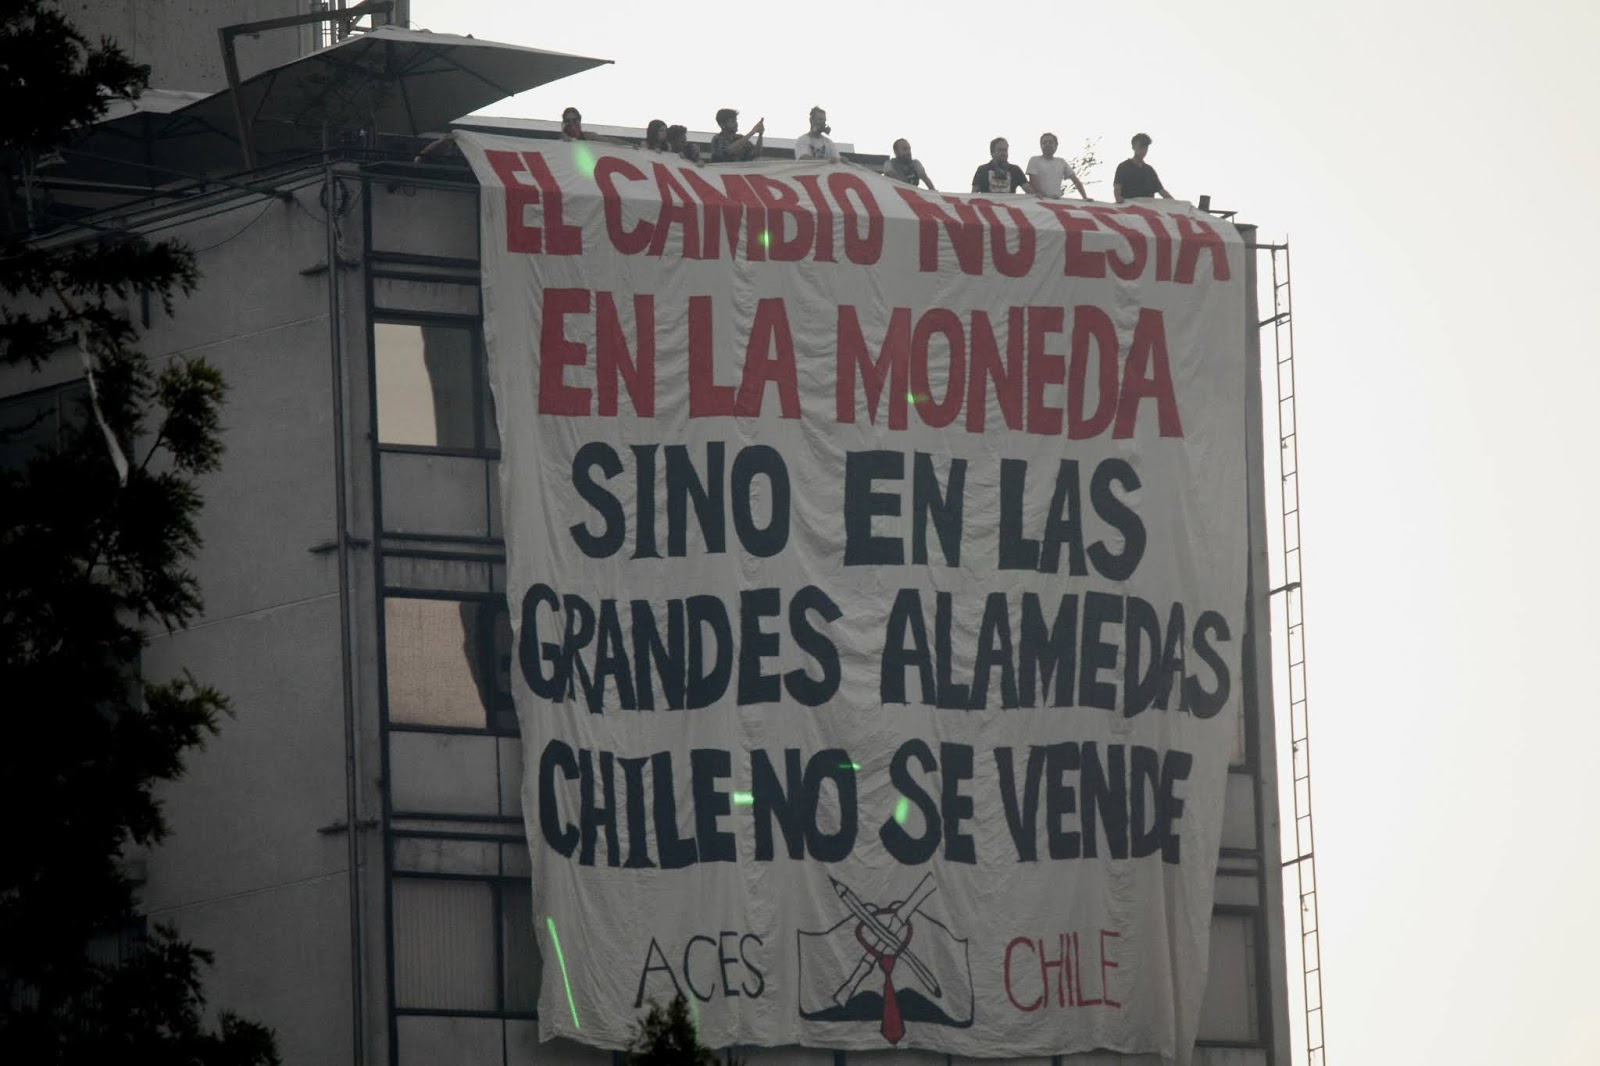 EL CAMBIO NO ESTA
EN LA MONEDA
SINO EN LAS
GRANDES ALAMEDAS
CHILE NO SE VENDE
ACES CHILE